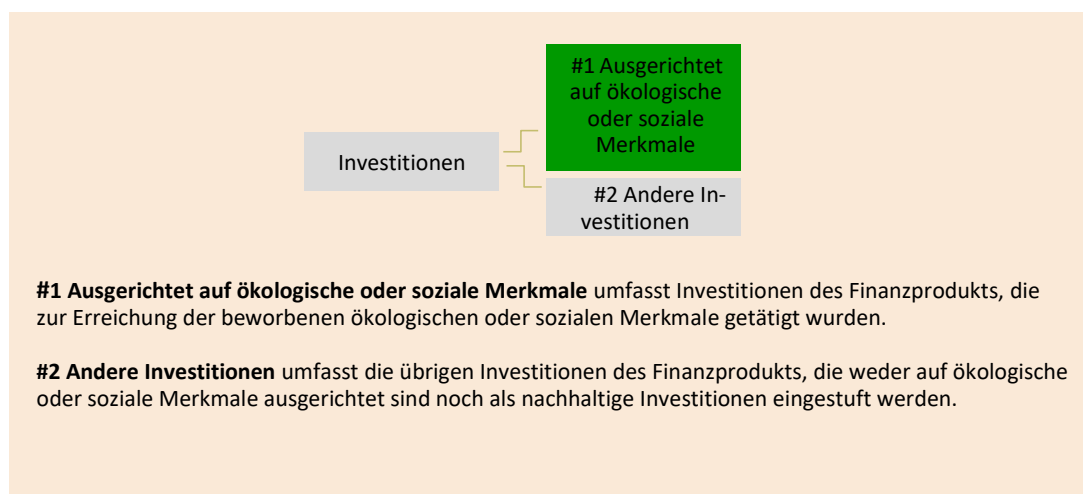 #1 Ausgerichtet
auf ökologische
oder soziale
Merkmale
Investitionen
#2 Andere In-
vestitionen
#1 Ausgerichtet auf ökologische oder soziale Merkmale umfasst Investitionen des Finanzprodukts, die
zur Erreichung der beworbenen ökologischen oder sozialen Merkmale getätigt wurden.
#2 Andere Investitionen umfasst die übrigen Investitionen des Finanzprodukts, die weder auf ökologische
oder soziale Merkmale ausgerichtet sind noch als nachhaltige Investitionen eingestuft werden.